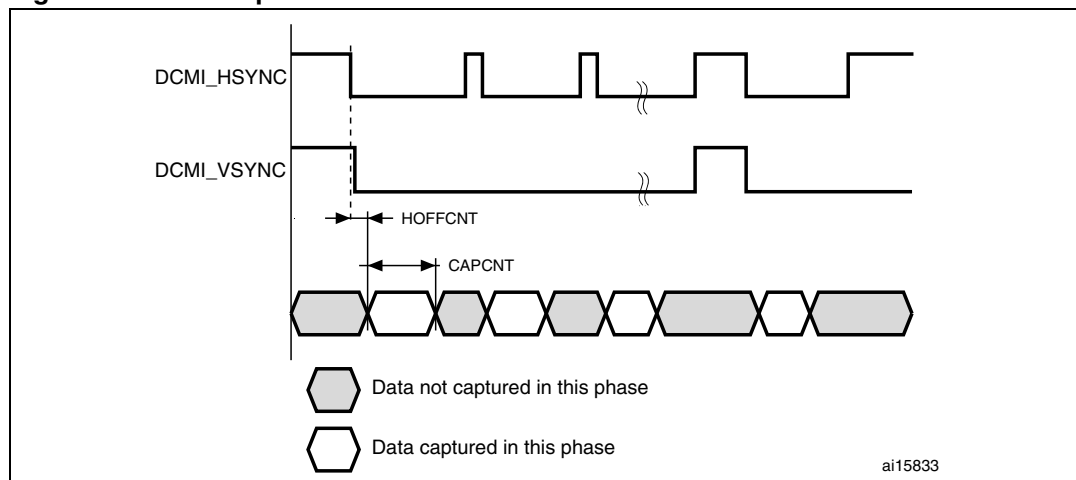 DCMI_HSYNC
DCMI_VSYNC
HOFFCNT
CAPCNT
Data not captured in this phase
Data captured in this phase
ai15833